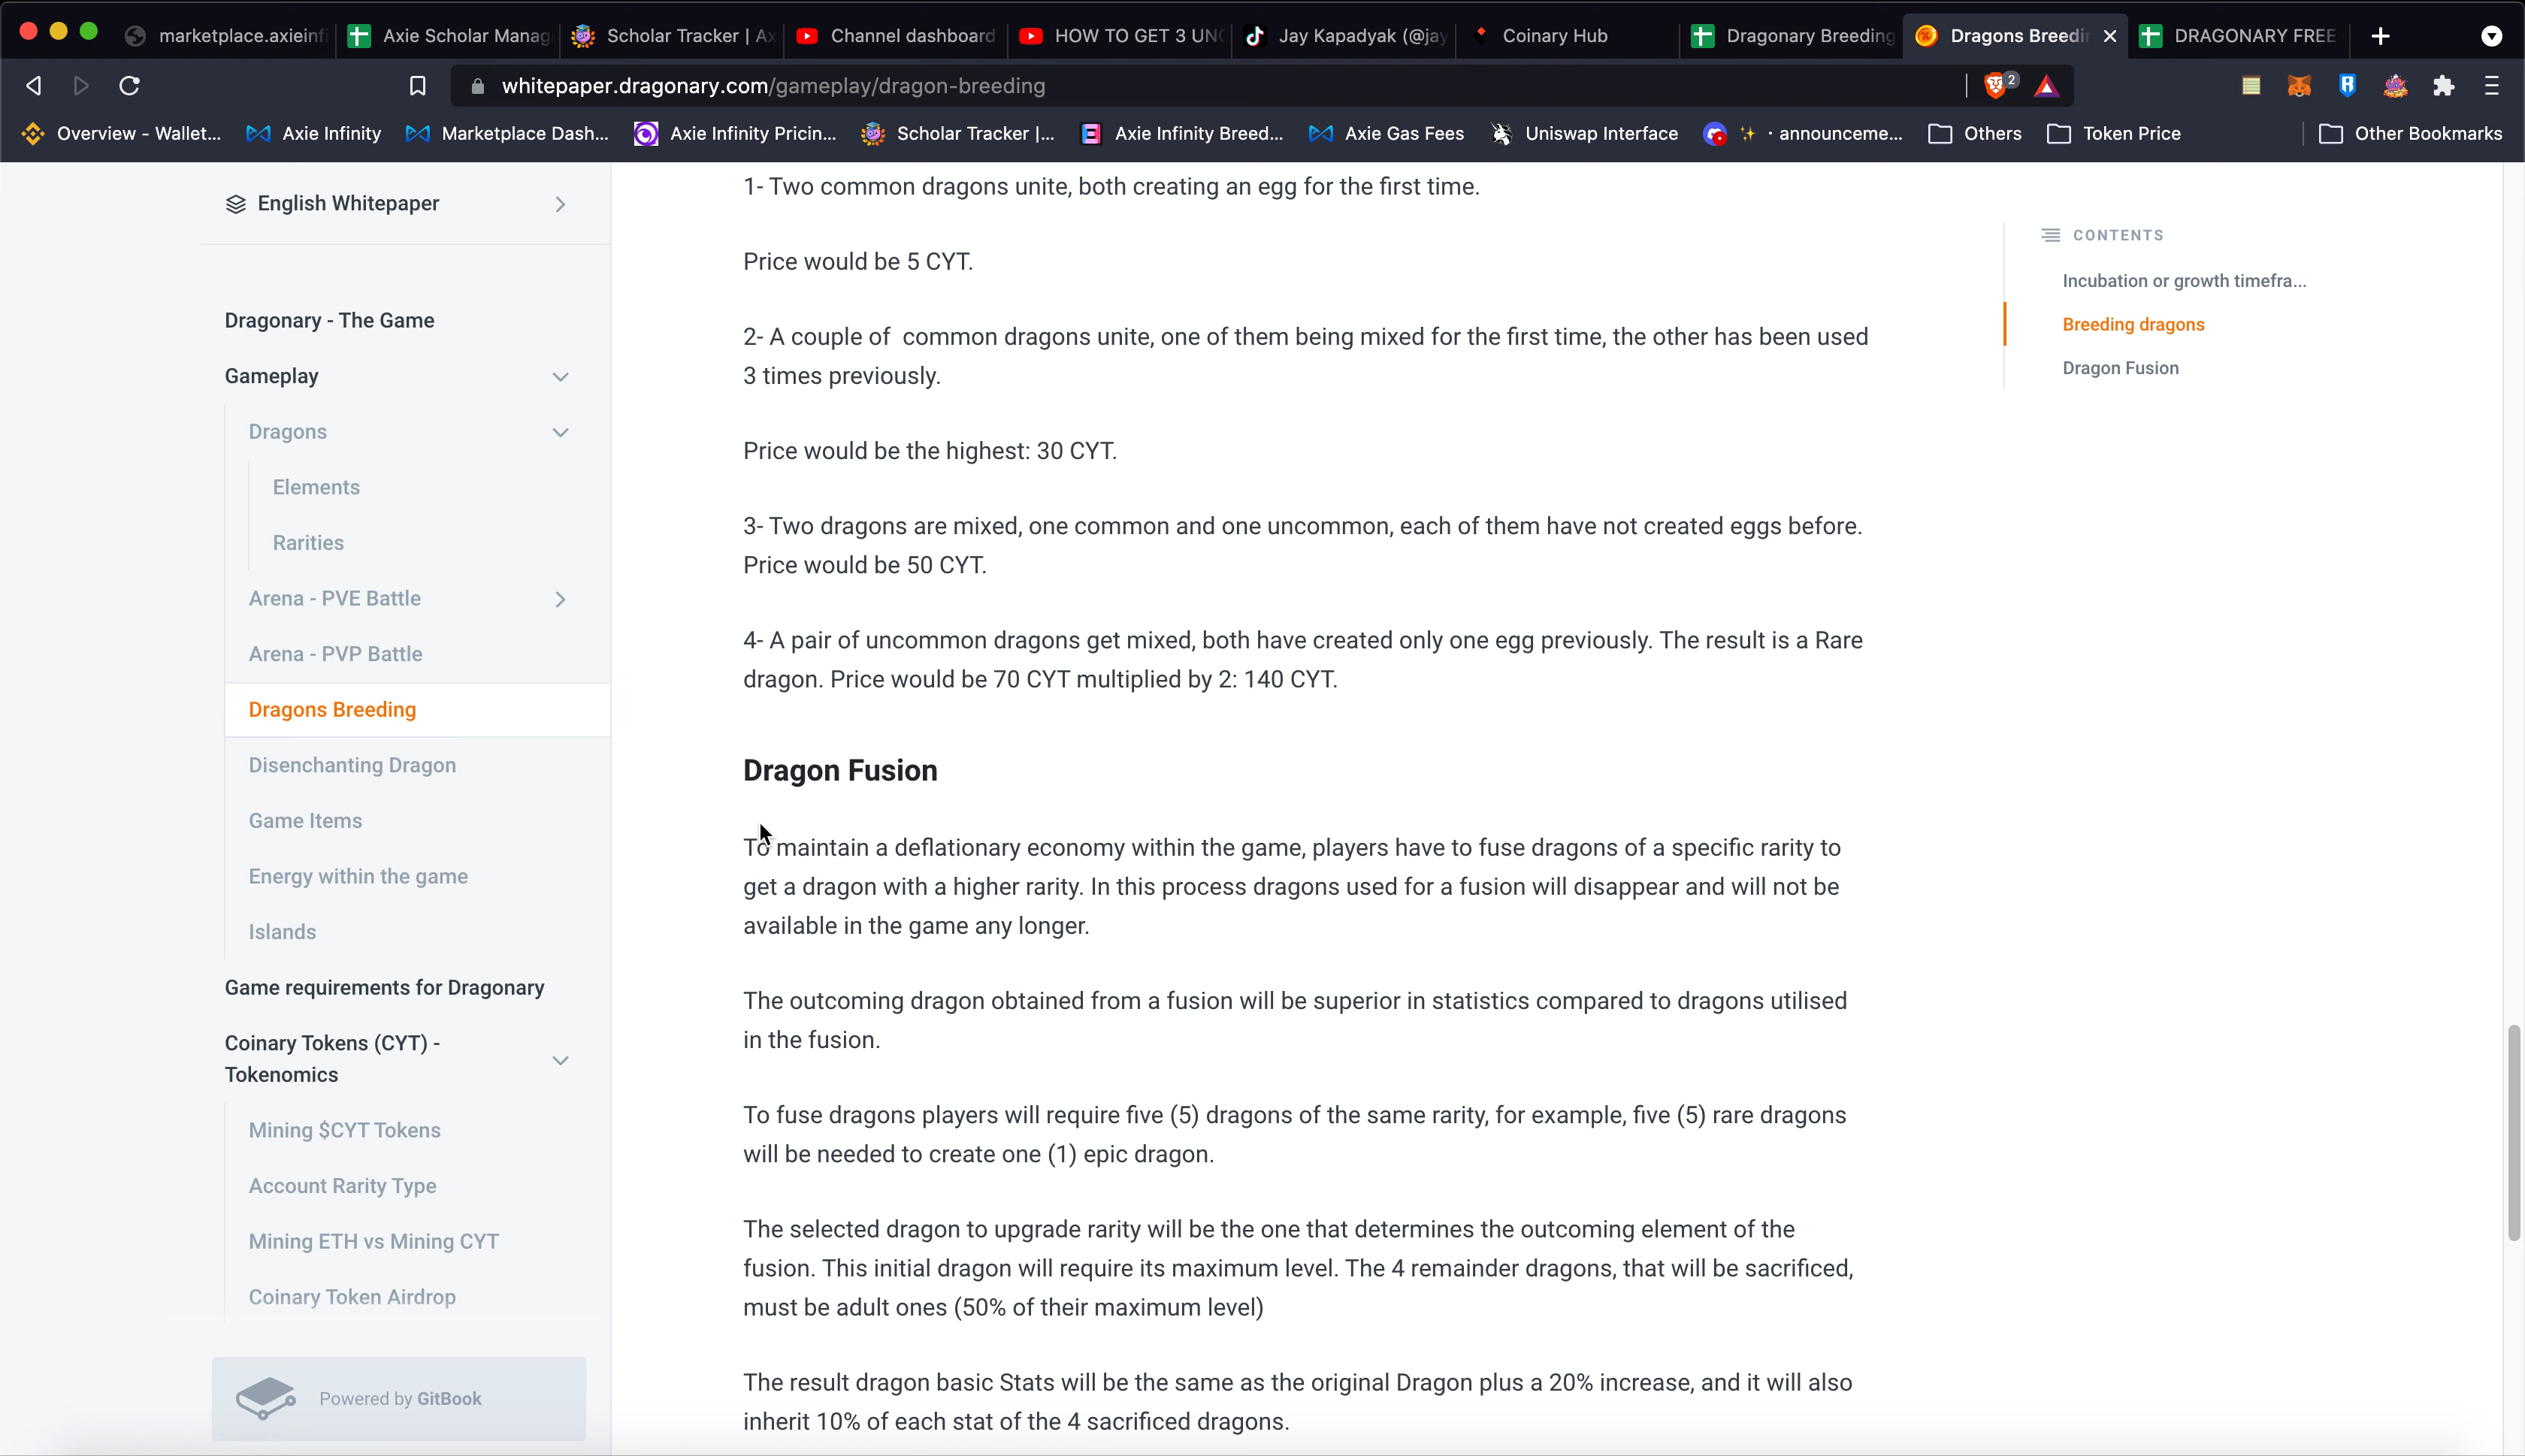 marketplace.axieinfi
Axie Scholar Manag
Scholar Tracker | Ax
Channel dashboard
HOW TO GET 3 UNC
Jay Kapadyak (@jay
Coinary Hub
Dragonary Breeding
Dragons Breedin
DRAGONARY FREE
whitepaper.dragonary.com/gameplay/dragon-breeding
2
Overview - Wallet...
Axie Infinity
Marketplace Dash...
Axie Infinity Pricin...
Scholar Tracker |...
Axie Infinity Breed...
Axie Gas Fees
Uniswap Interface
· announceme...
Others
Token Price
Other Bookmarks
English Whitepaper
Dragonary - The Game
Gameplay
Dragons
Elements
Rarities
Arena - PVE Battle
Arena - PVP Battle
Dragons Breeding
Disenchanting Dragon
Game Items
Energy within the game
Islands
Game requirements for Dragonary
Coinary Tokens (CYT) -
Tokenomics
Mining $CYT Tokens
Account Rarity Type
Mining ETH vs Mining CYT
Coinary Token Airdrop
Powered by GitBook
1- Two common dragons unite, both creating an egg for the first time.
Price would be 5 CYT.
2- A couple of  common dragons unite, one of them being mixed for the first time, the other has been used
3 times previously.
Price would be the highest: 30 CYT.
3- Two dragons are mixed, one common and one uncommon, each of them have not created eggs before.
Price would be 50 CYT.
4- A pair of uncommon dragons get mixed, both have created only one egg previously. The result is a Rare
dragon. Price would be 70 CYT multiplied by 2: 140 CYT.
Dragon Fusion
To maintain a deflationary economy within the game, players have to fuse dragons of a specific rarity to
get a dragon with a higher rarity. In this process dragons used for a fusion will disappear and will not be
available in the game any longer.
The outcoming dragon obtained from a fusion will be superior in statistics compared to dragons utilised
in the fusion.
To fuse dragons players will require five (5) dragons of the same rarity, for example, five (5) rare dragons
will be needed to create one (1) epic dragon.
The selected dragon to upgrade rarity will be the one that determines the outcoming element of the
fusion. This initial dragon will require its maximum level. The 4 remainder dragons, that will be sacrificed,
must be adult ones (50% of their maximum level)
The result dragon basic Stats will be the same as the original Dragon plus a 20% increase, and it will also
inherit 10% of each stat of the 4 sacrificed dragons.
CONTENTS
Incubation or growth timefra...
Breeding dragons
Dragon Fusion